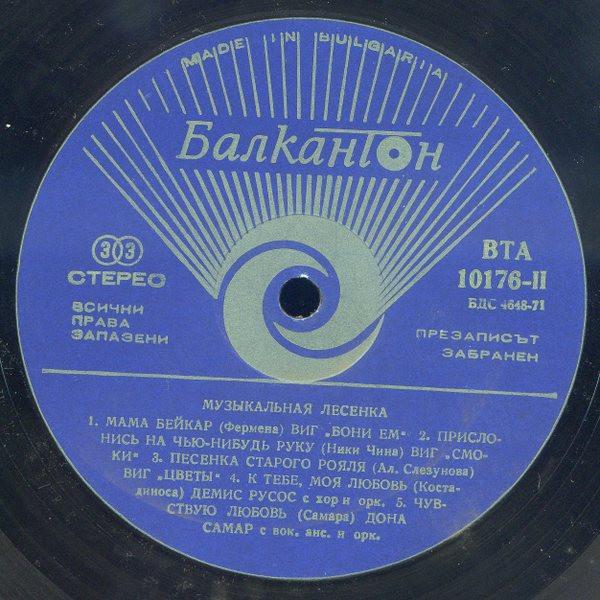 MADE IN BULGARIA
Балкантон
33
СТЕРЕО
ВСИЧНИ
ПРАВА
ЗАПАЗЕНИ
ВТА
10176-II
БДС 4648-71
ПРЕЗАПИСЪТ
ЗАБРАНЕН
МУЗЫКАЛЬНАЯ ЛЕСЕНКА
1. МАМА БЕЙКАР (Фермена) ВИГ „БОНИ ЕМ“ 2. ПРИСЛО-
НИСЬ НА ЧЬЮ-НИБУДЬ РУКУ (Ники Чина) ВИГ „СМО-
КИ“ 3. ПЕСЕНКА СТАРОГО РОЯЛЯ (Ал. Слезунова)
ВИГ „ЦВЕТЫ“ 4. К ТЕБЕ, МОЯ ЛЮБОВЬ (Коста-
диноса) ДЕМИС РУСОС с хор и орк. 5. ЧУВ-
СТВУЮ ЛЮБОВЬ (Самара) ДОНА
САМАР с вок. анс. и орк.